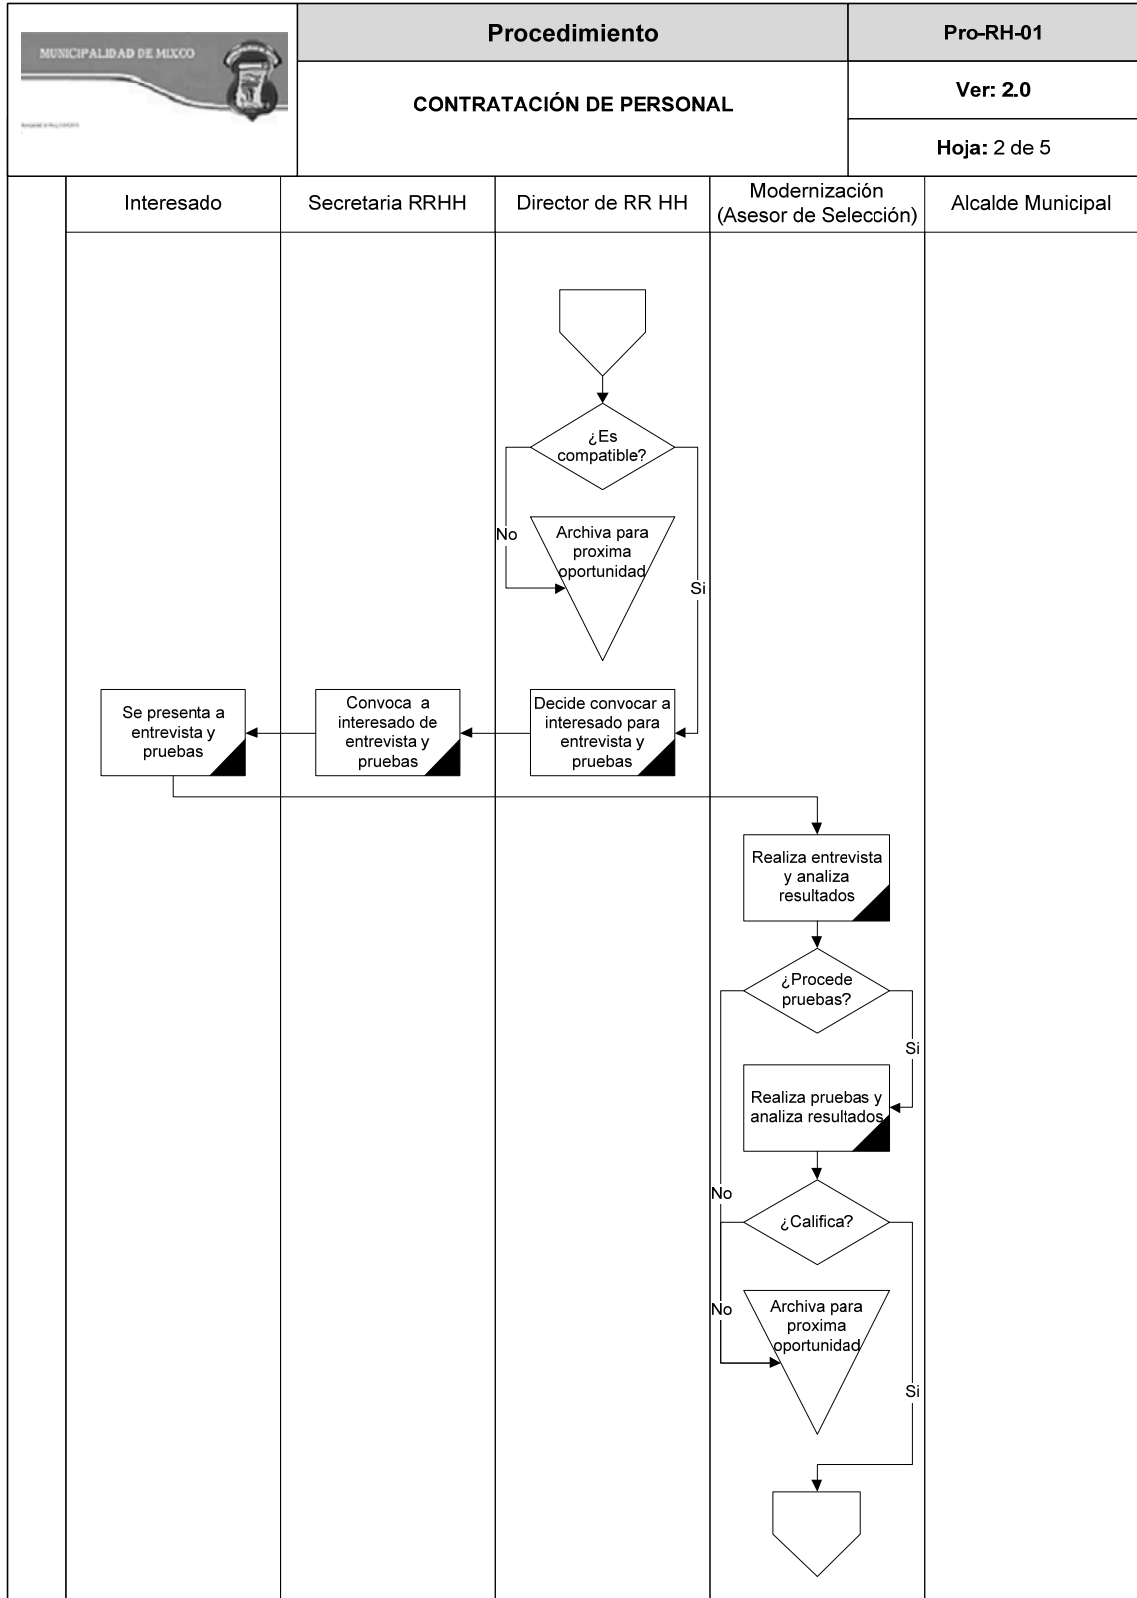 MUNICIPALIDAD DE MIXCO
Procedimiento
Pro-RH-01
CONTRATACIÓN DE PERSONAL
Ver: 2.0
Hoja: 2 de 5
Interesado
Secretaria RRHH
Director de RR HH
Modernización
(Asesor de Selección)
Alcalde Municipal
¿Es
compatible?
No
Archiva para
proxima
oportunidad
Si
Se presenta a
entrevista y
pruebas
Convoca a
interesado de
entrevista y
pruebas
Decide convocar a
interesado para
entrevista y
pruebas
Realiza entrevista
y analiza
resultados
¿Procede
pruebas?
Si
Realiza pruebas y
analiza resultados
No
¿Califica?
No
Archiva para
proxima
oportunidad
Si